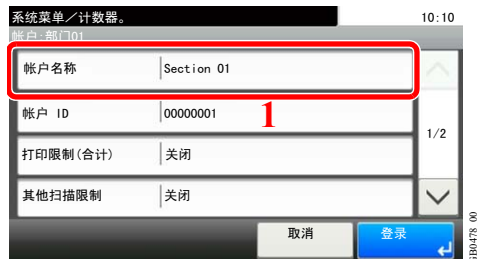 系统菜单／计数器。 10:10
帐户:部门01
帐户名称 Section 01
帐户 ID 00000001
1
1/2
打印限制(合计) 关闭
其他扫描限制 关闭
取消 登录
GB0478_00